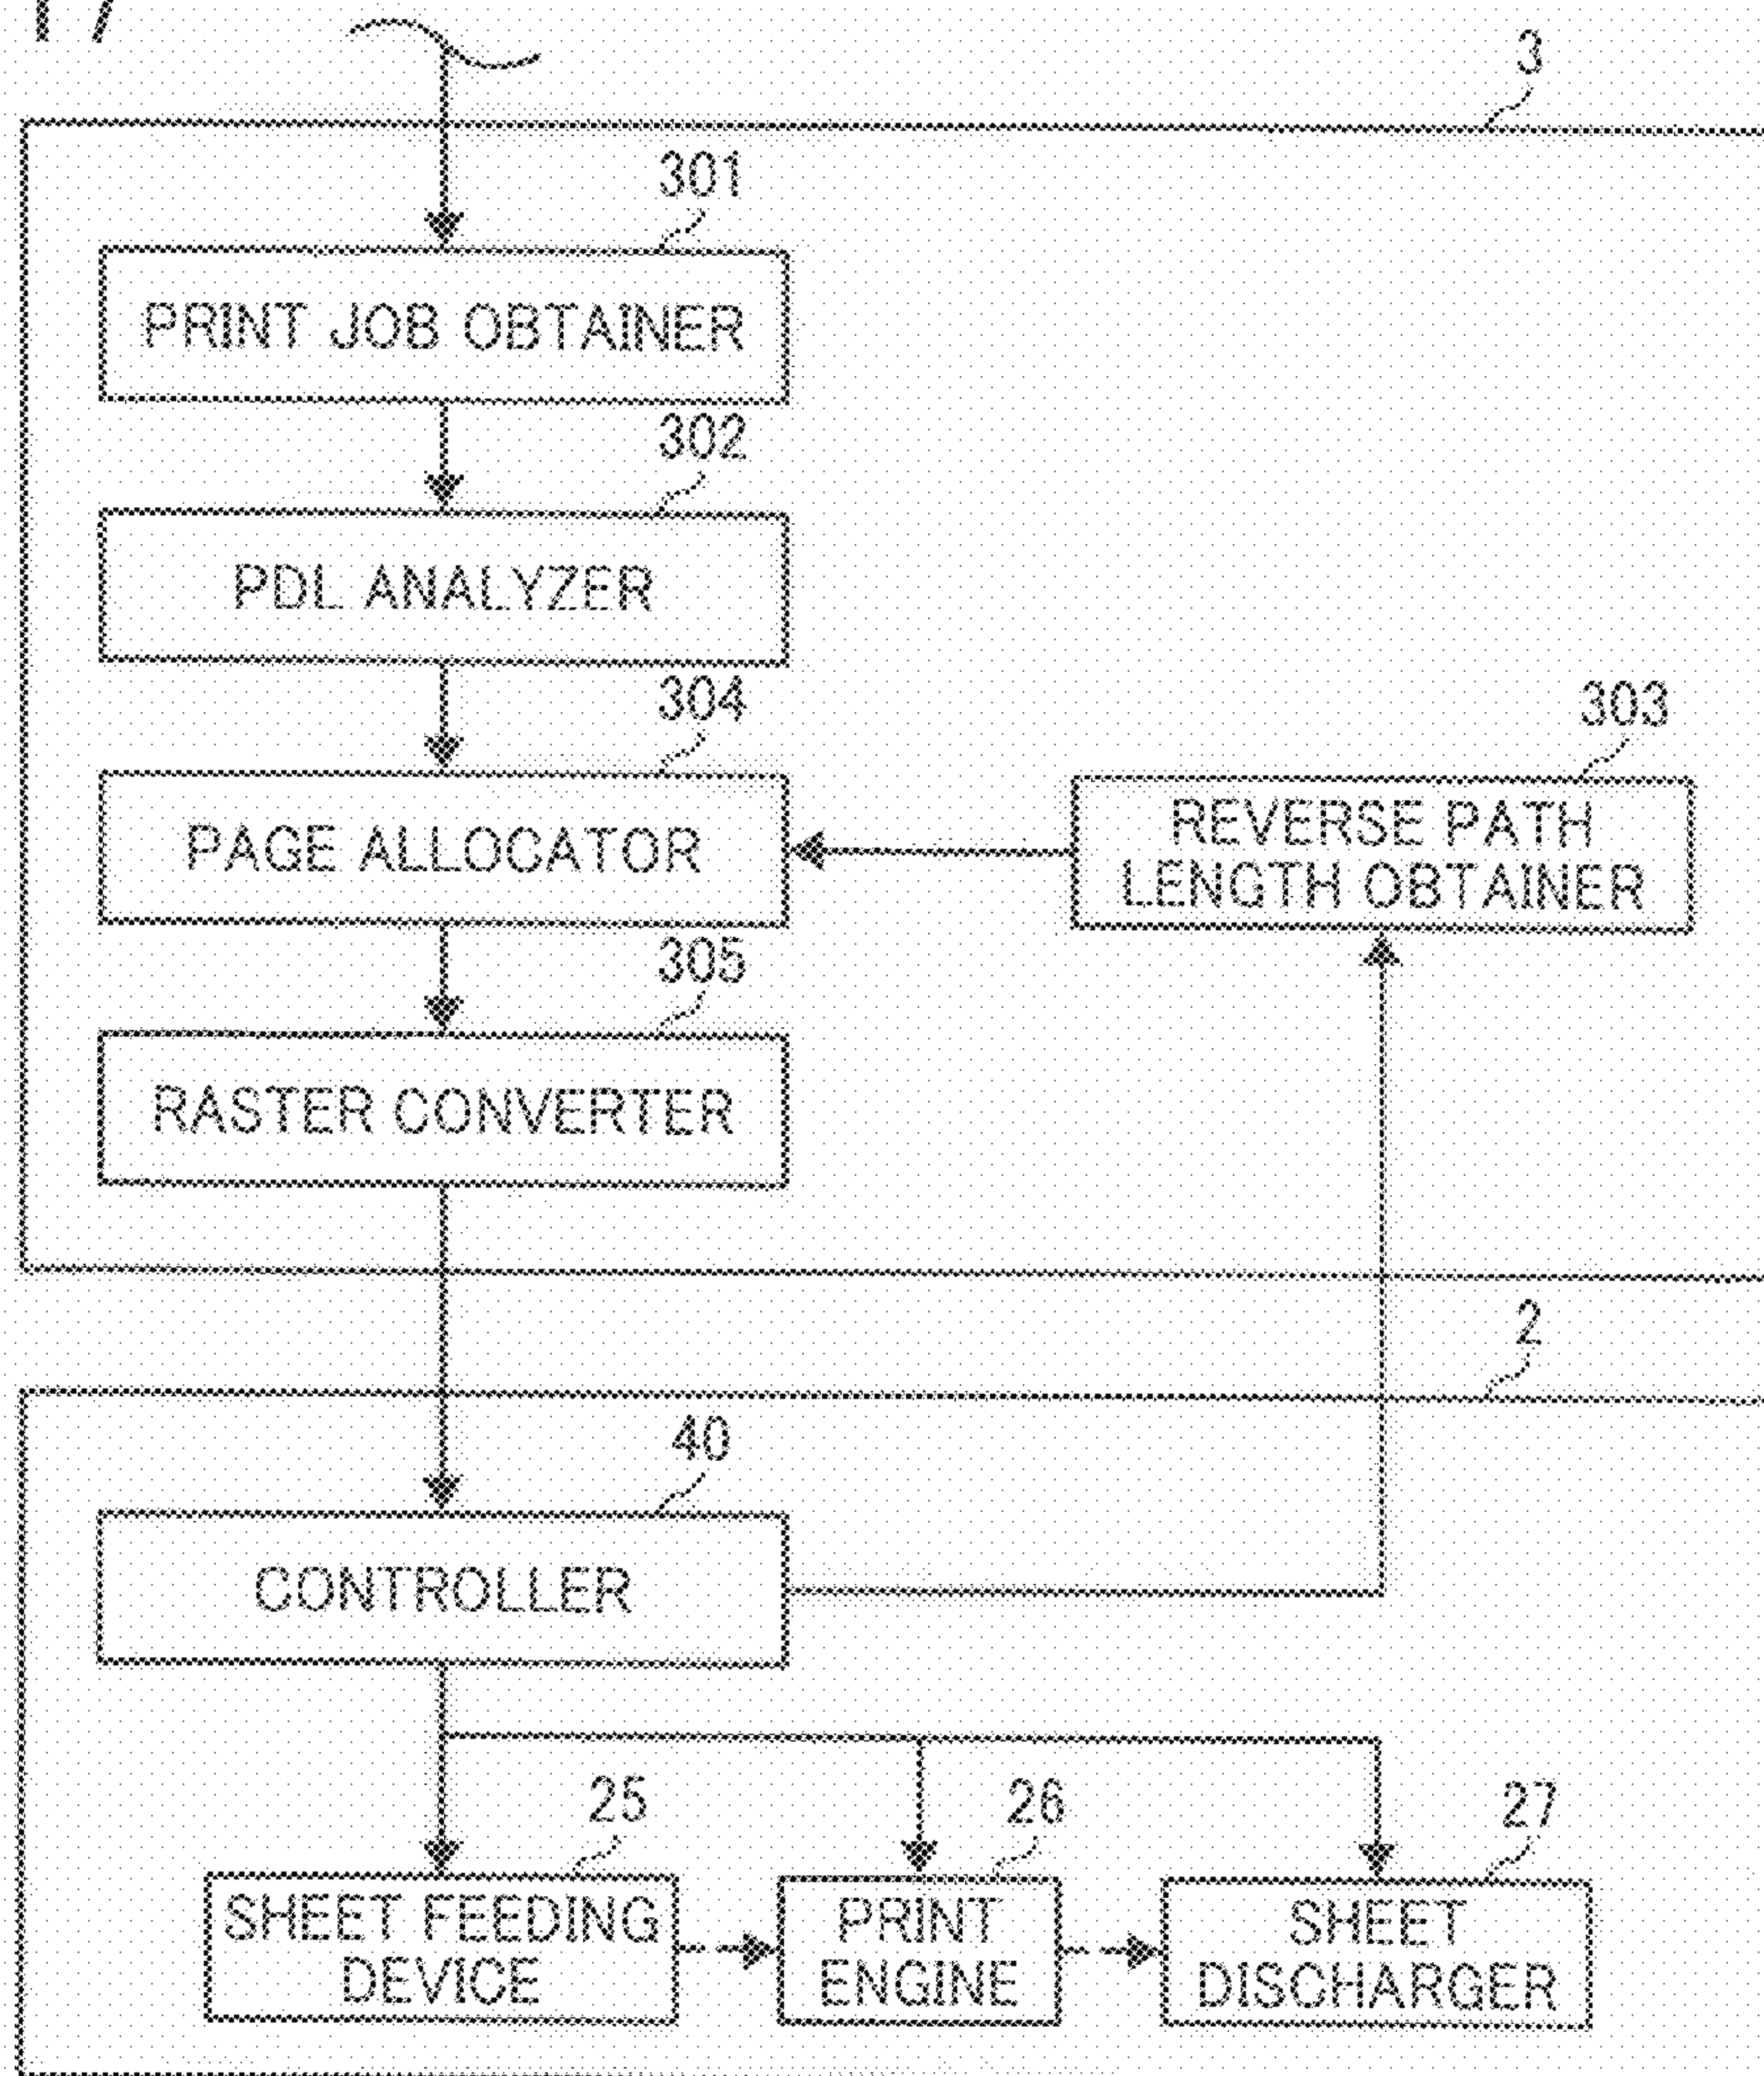 17
3
301
PRINT JOB OBTAINER
302
PDL ANALYZER
304
PAGE ALLOCATOR
303
REVERSE PATH
LENGTH OBTAINER
305
RASTER CONVERTER
2
40
CONTROLLER
25
26
27
SHEET FEEDING
DEVICE
PRINT
ENGINE
SHEET
DISCHARGER